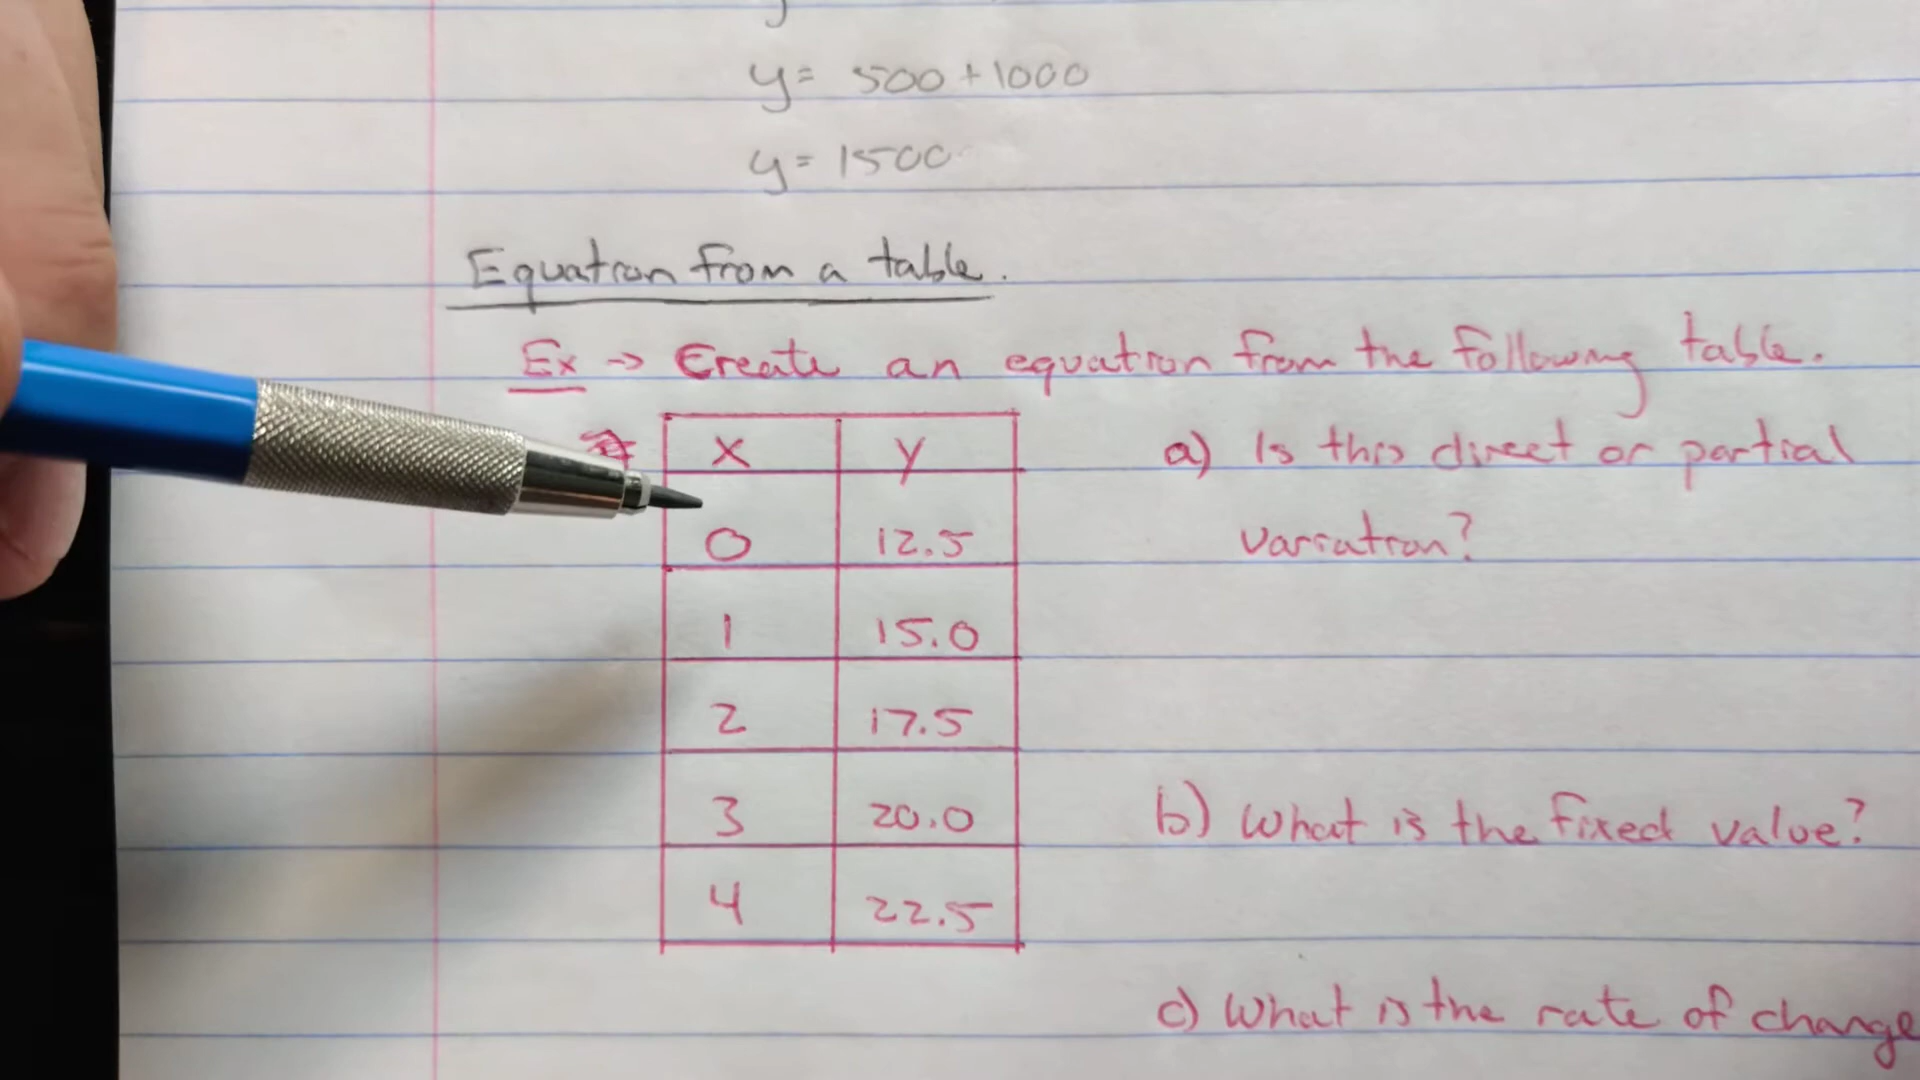 y = 500 + 1000
y = 1500
Equation from a table.
Ex → Create an equation from the following table.
x y
0 12.5
1 15.0
2 17.5
3 20.0
4 22.5
a) Is this direct or partial
variation?
b) What is the fixed value?
c) What is the rate of change